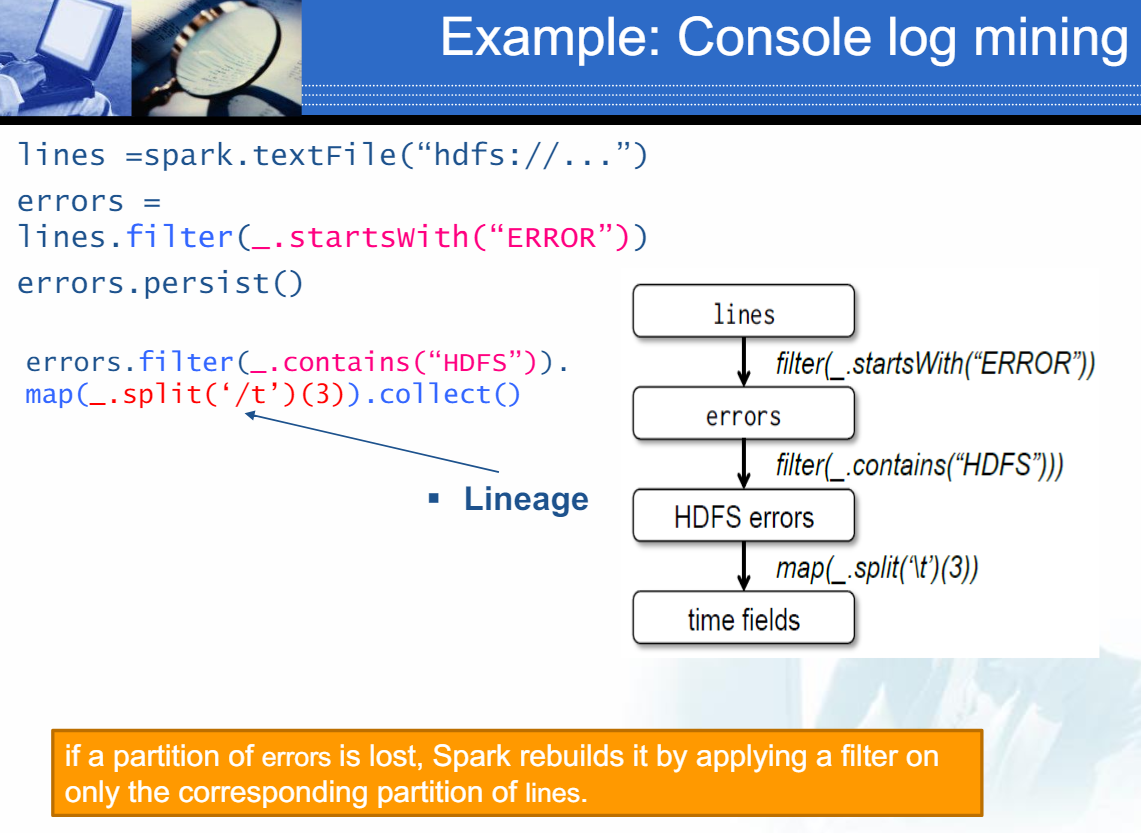 Example: Console log mining
lines =spark.textFile(“hdfs://...”)
errors =
lines.filter(_.startsWith(“ERROR”))
errors.persist()
errors.filter(_.contains(“HDFS”)).
map(_.split(‘/t’)(3)).collect()
▪ Lineage
lines
filter(_.startsWith(“ERROR”))
errors
filter(_.contains(“HDFS”)))
HDFS errors
map(_.split(‘\t’)(3))
time fields
if a partition of errors is lost, Spark rebuilds it by applying a filter on
only the corresponding partition of lines.